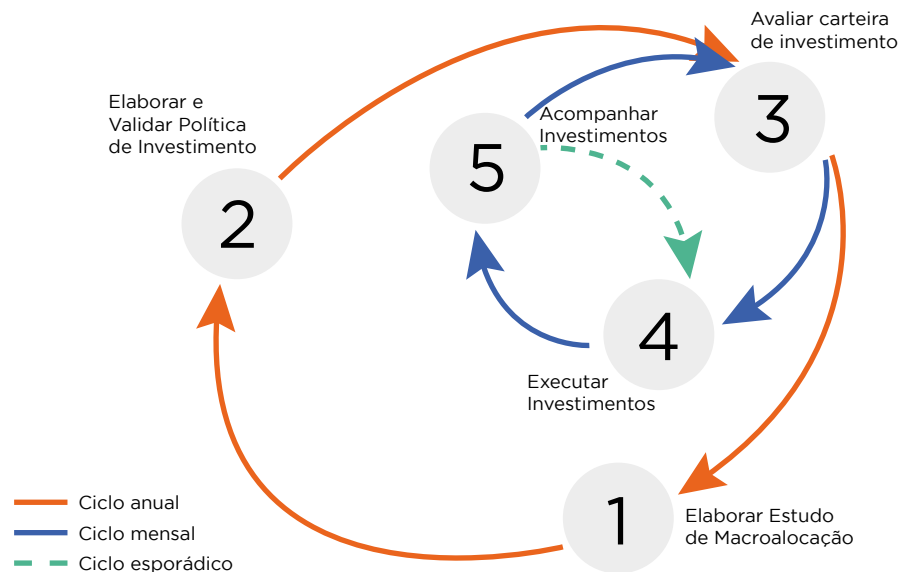 Avaliar carteira
de investimento
3
Elaborar e
Validar Política
de Investimento
2
Acompanhar
Investimentos
5
4
Executar
Investimentos
1
Elaborar Estudo
de Macroalocação
Ciclo anual
Ciclo mensal
Ciclo esporádico